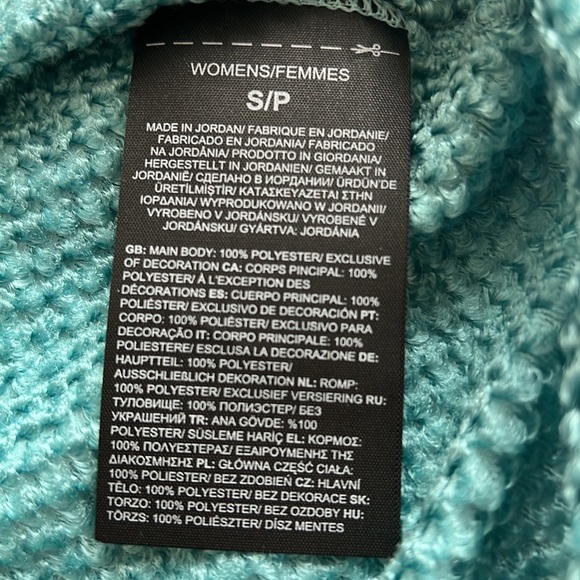 WOMENS/FEMMES
S/P
MADE IN JORDAN/ FABRIQUE EN JORDANIE/
FABRICADO EN JORDANIA/ FABRICADO
NA JORDÂNIA/ PRODOTTO IN GIORDANIA/
HERGESTELLT IN JORDANIEN/ GEMAAKT IN
JORDANIË/ СДЕЛАНО В ИОРДАНИИ/ ÜRDÜN'DE
ÜRETİLMİŞTİR/ ΚΑΤΑΣΚΕΥΑΖΕΤΑΙ ΣΤΗΝ
ΙΟΡΔΑΝΙΑ/ WYPRODUKOWANO W JORDANII/
VYROBENO V JORDÁNSKU/ VYROBENÉ V
JORDÁNSKU/ GYÁRTVA: JORDÁNIA
GB: MAIN BODY: 100% POLYESTER/ EXCLUSIVE
OF DECORATION CA: CORPS PINCIPAL: 100%
POLYESTER/ À L'EXCEPTION DES
DÉCORATIONS ES: CUERPO PRINCIPAL: 100%
POLIÉSTER/ EXCLUSIVO DE DECORACIÓN PT:
CORPO: 100% POLIÉSTER/ EXCLUSIVO PARA
DECORAÇÃO IT: CORPO PRINCIPALE: 100%
POLIESTERE/ ESCLUSA LA DECORAZIONE DE:
HAUPTTEIL: 100% POLYESTER/
AUSSCHLIEßLICH DEKORATION NL: ROMP:
100% POLYESTER/ EXCLUSIEF VERSIERING RU:
ТУЛОВИЩЕ: 100% ПОЛИЭСТЕР/ БЕЗ
УКРАШЕНИЙ TR: ANA GÖVDE: %100
POLYESTER/ SÜSLEME HARİÇ EL: ΚΟΡΜΟΣ:
100% ΠΟΛΥΕΣΤΕΡΑΣ/ ΕΞΑΙΡΟΥΜΕΝΗΣ ΤΗΣ
ΔΙΑΚΟΣΜΗΣΗΣ PL: GŁÓWNA CZĘŚĆ CIAŁA:
100% POLYESTER/ BEZ ZDOBIEŃ CZ: HLAVNÍ
TĚLO: 100% POLYESTER/ BEZ DEKORACE SK:
TORZO: 100% POLYESTER/ BEZ OZDOBY HU:
TÖRZS: 100% POLIÉSZTER/ DÍSZ MENTES